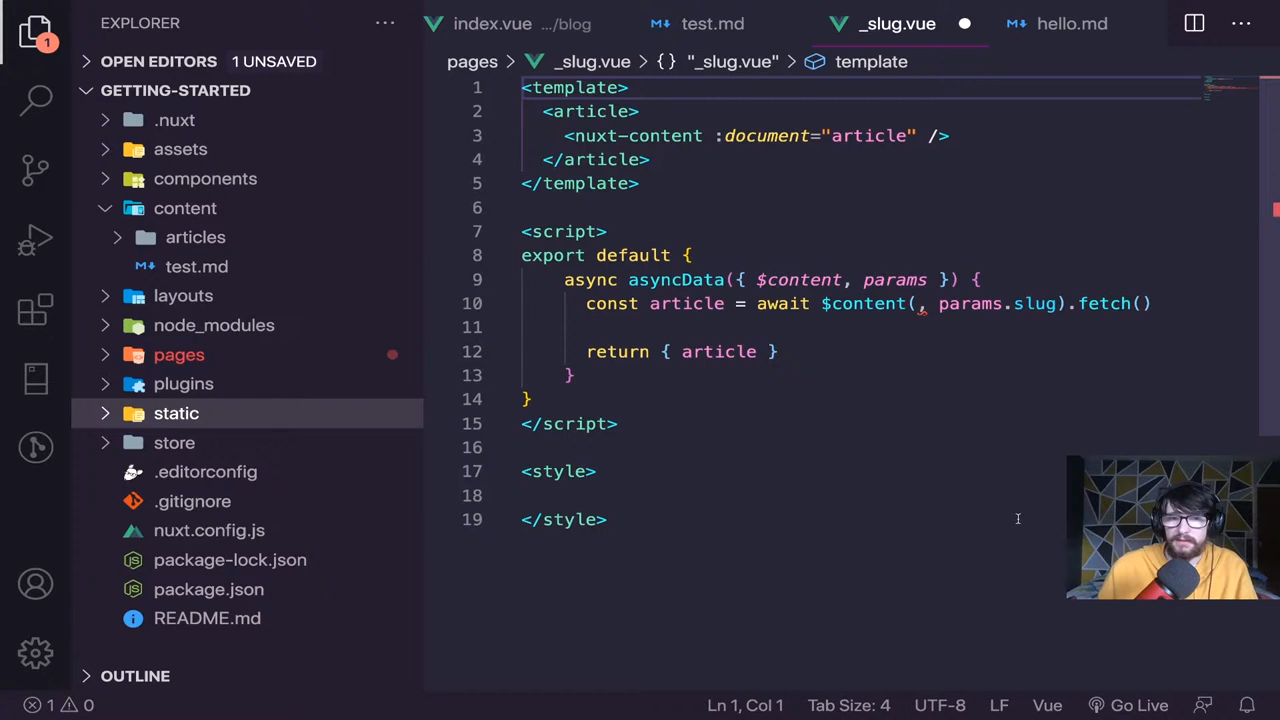 EXPLORER
1
OPEN EDITORS 1 UNSAVED
GETTING-STARTED
.nuxt
assets
components
content
articles
test.md
layouts
node_modules
pages
plugins
static
store
.editorconfig
.gitignore
nuxt.config.js
package-lock.json
package.json
README.md
OUTLINE
index.vue .../blog test.md _slug.vue hello.md
pages > _slug.vue > {} "_slug.vue" > template
1 <template>
2 <article>
3 <nuxt-content :document="article" />
4 </article>
5 </template>
6
7 <script>
8 export default {
9 async asyncData({ $content, params }) {
10 const article = await $content(, params.slug).fetch()
11
12 return { article }
13 }
14 }
15 </script>
16
17 <style>
18
19 </style>
1 0 Ln 1, Col 1 Tab Size: 4 UTF-8 LF Vue Go Live